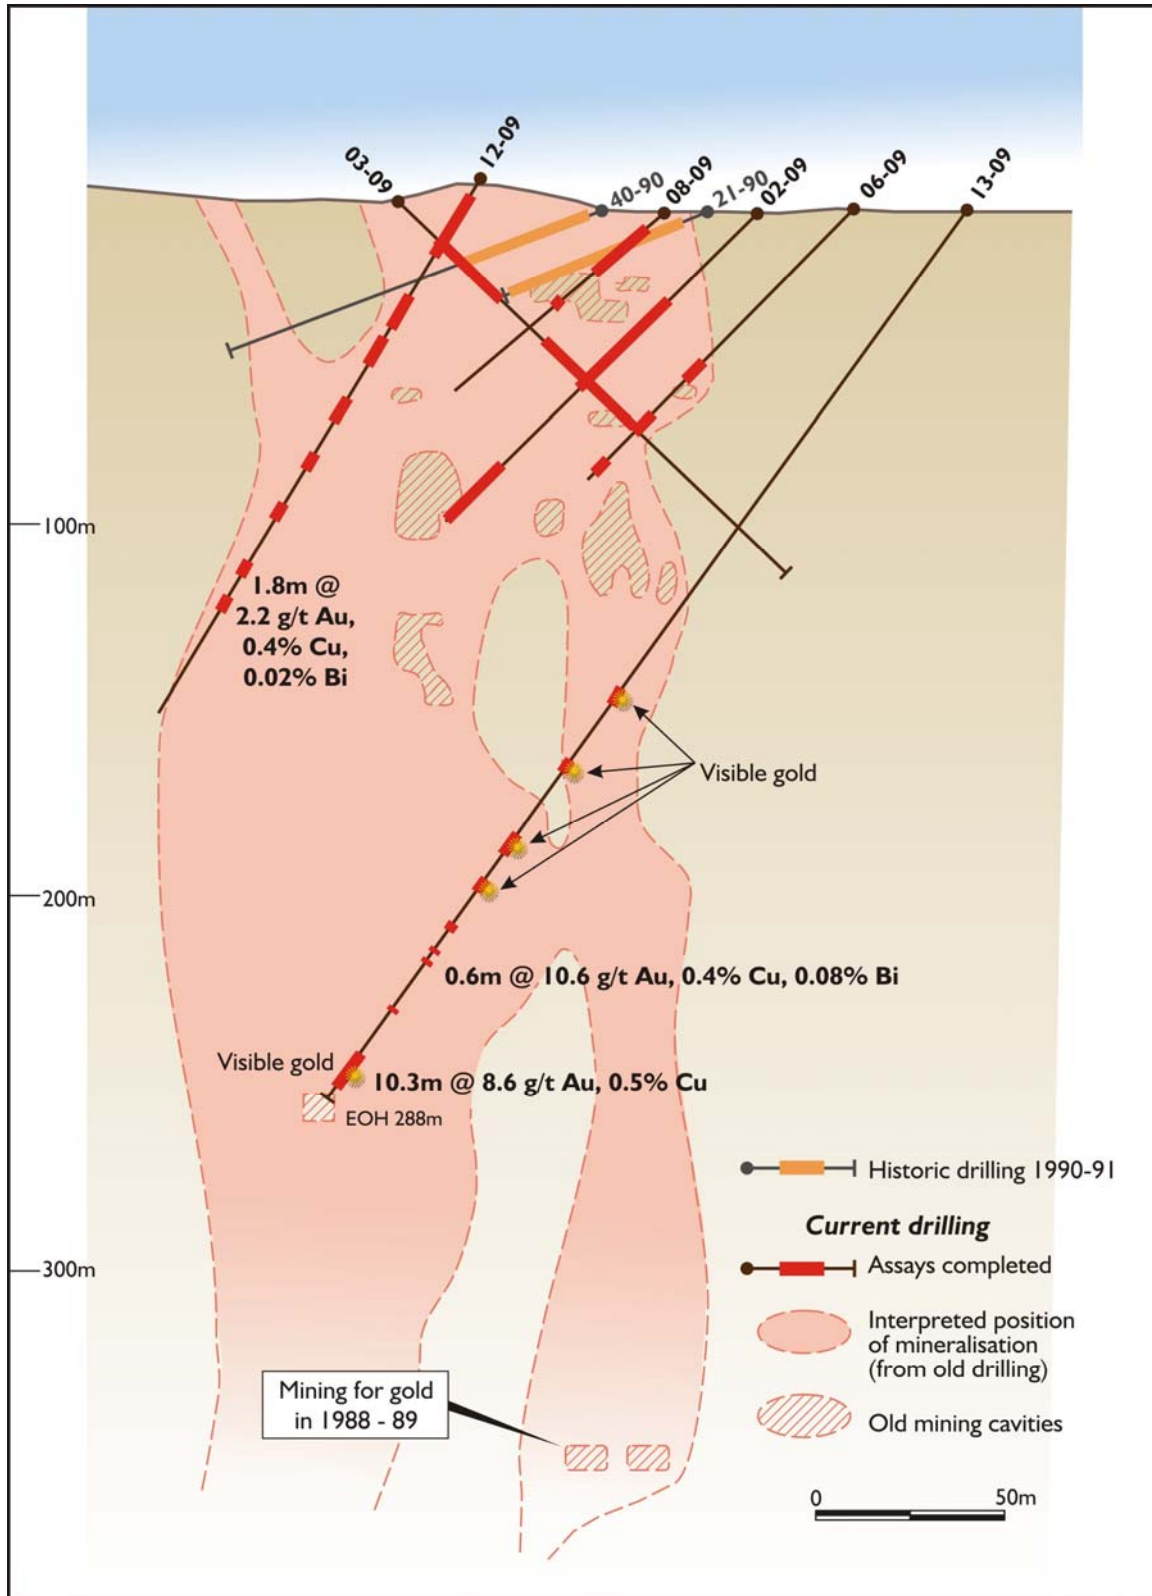 03-09
12-09
40-90
08-09
21-90
02-09
06-09
13-09
100m
1.8m @
2.2 g/t Au,
0.4% Cu,
0.02% Bi
Visible gold
200m
0.6m @ 10.6 g/t Au, 0.4% Cu, 0.08% Bi
Visible gold
10.3m @ 8.6 g/t Au, 0.5% Cu
EOH 288m
Historic drilling 1990-91
Current drilling
Assays completed
300m
Interpreted position
of mineralisation
(from old drilling)
Mining for gold
in 1988 - 89
Old mining cavities
0
50m